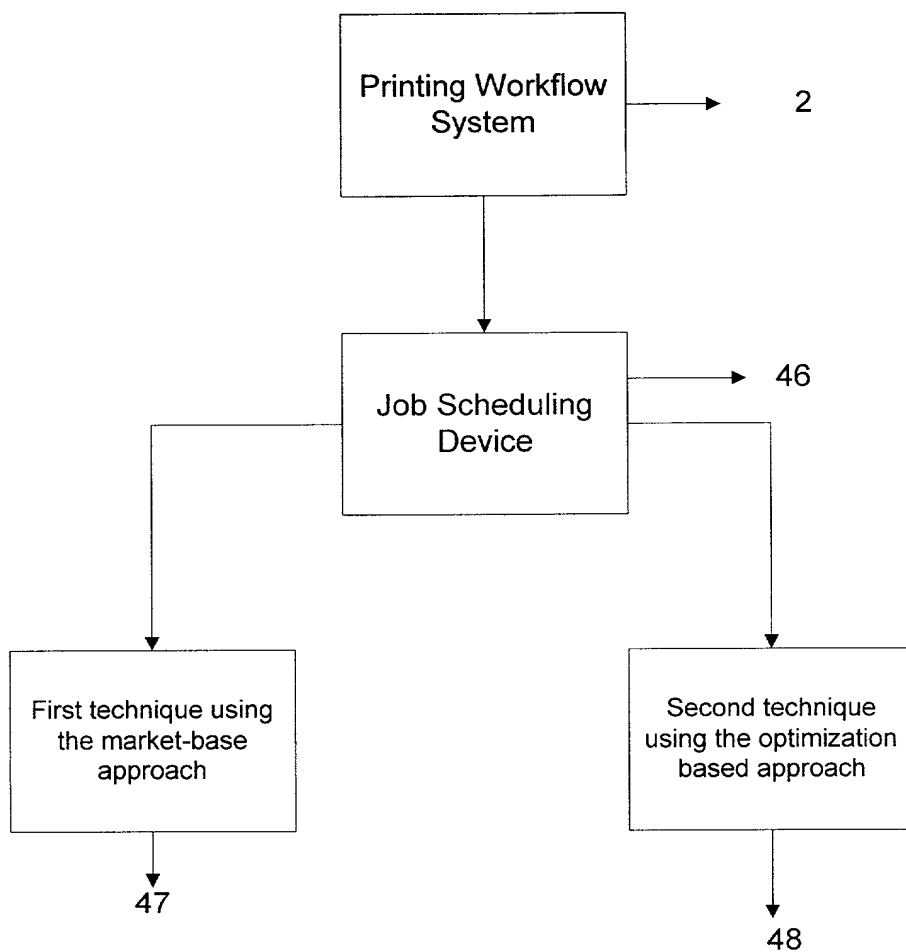 Printing Workflow
System
2
Job Scheduling
Device
46
First technique using
the market-base
approach
47
Second technique
using the optimization
based approach
48